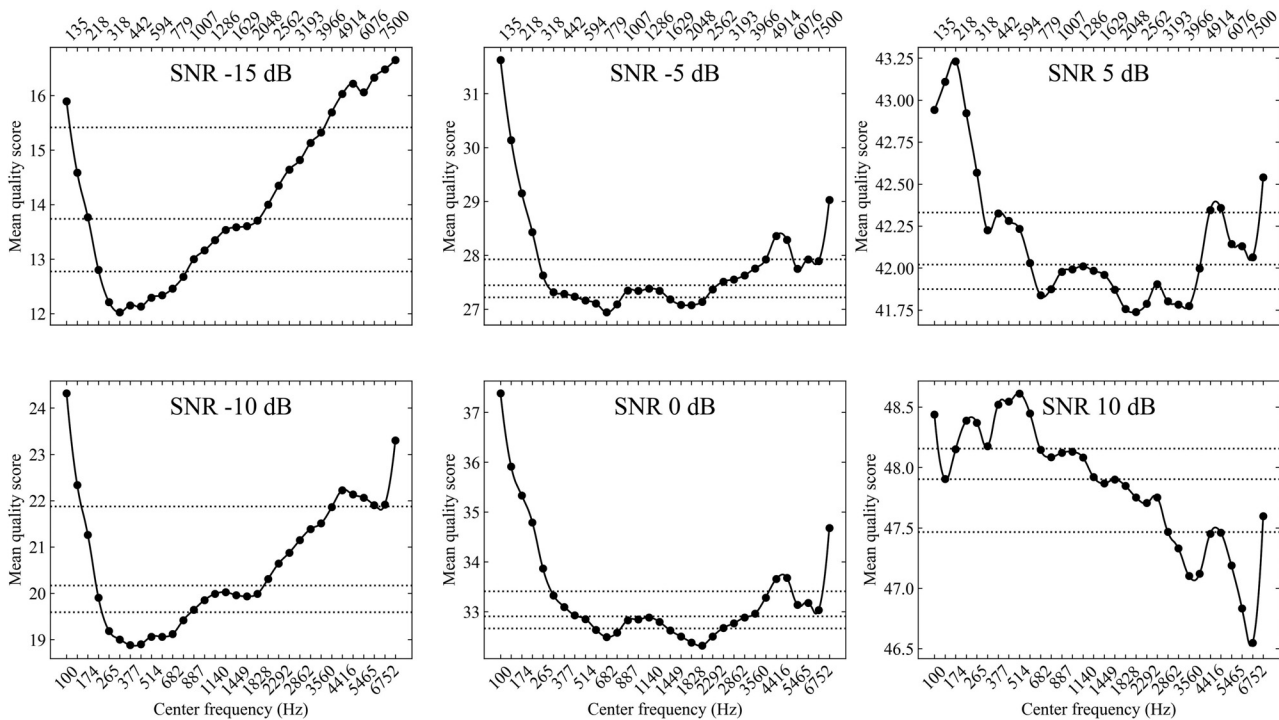 135 218 318 442 594 779 1007 1286 1629 2048 2562 3193 3966 4914 6076 7500
135 218 318 442 594 779 1007 1286 1629 2048 2562 3193 3966 4914 6076 7500
135 218 318 442 594 779 1007 1286 1629 2048 2562 3193 3966 4914 6076 7500
SNR -15 dB
Mean quality score
16
15
14
13
12
SNR -5 dB
Mean quality score
31
30
29
28
27
SNR 5 dB
Mean quality score
43.25
43.00
42.75
42.50
42.25
42.00
41.75
SNR -10 dB
Mean quality score
24
23
22
21
20
19
100 174 265 377 514 682 887 1140 1449 1828 2292 2862 3560 4416 5465 6752
Center frequency (Hz)
SNR 0 dB
Mean quality score
37
36
35
34
33
100 174 265 377 514 682 887 1140 1449 1828 2292 2862 3560 4416 5465 6752
Center frequency (Hz)
SNR 10 dB
Mean quality score
48.5
48.0
47.5
47.0
46.5
100 174 265 377 514 682 887 1140 1449 1828 2292 2862 3560 4416 5465 6752
Center frequency (Hz)